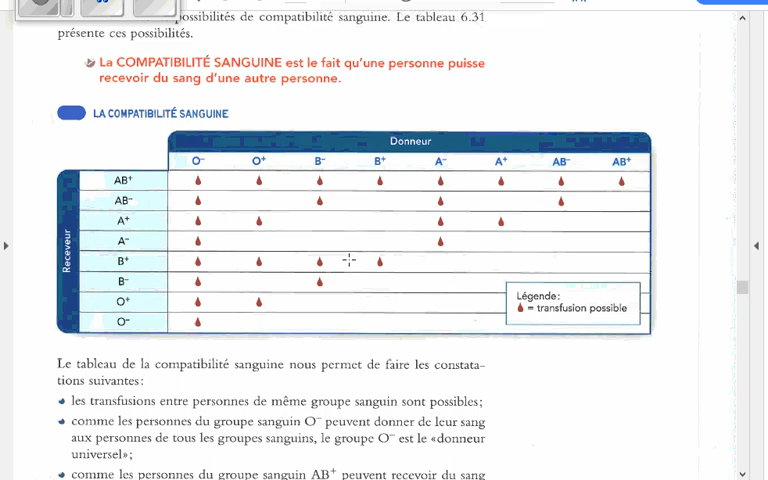 possibilités de compatibilité sanguine. Le tableau 6.31
présente ces possibilités.
La COMPATIBILITÉ SANGUINE est le fait qu'une personne puisse
recevoir du sang d'une autre personne.
LA COMPATIBILITÉ SANGUINE
Donneur
O⁻ O⁺ B⁻ B⁺ A⁻ A⁺ AB⁻ AB⁺
Receveur
AB⁺
AB⁻
A⁺
A⁻
B⁺
B⁻
O⁺
O⁻
Légende:
= transfusion possible
Le tableau de la compatibilité sanguine nous permet de faire les constata-
tions suivantes:
les transfusions entre personnes de même groupe sanguin sont possibles;
comme les personnes du groupe sanguin O⁻ peuvent donner de leur sang
aux personnes de tous les groupes sanguins, le groupe O⁻ est le «donneur
universel»;
comme les personnes du groupe sanguin AB⁺ peuvent recevoir du sang